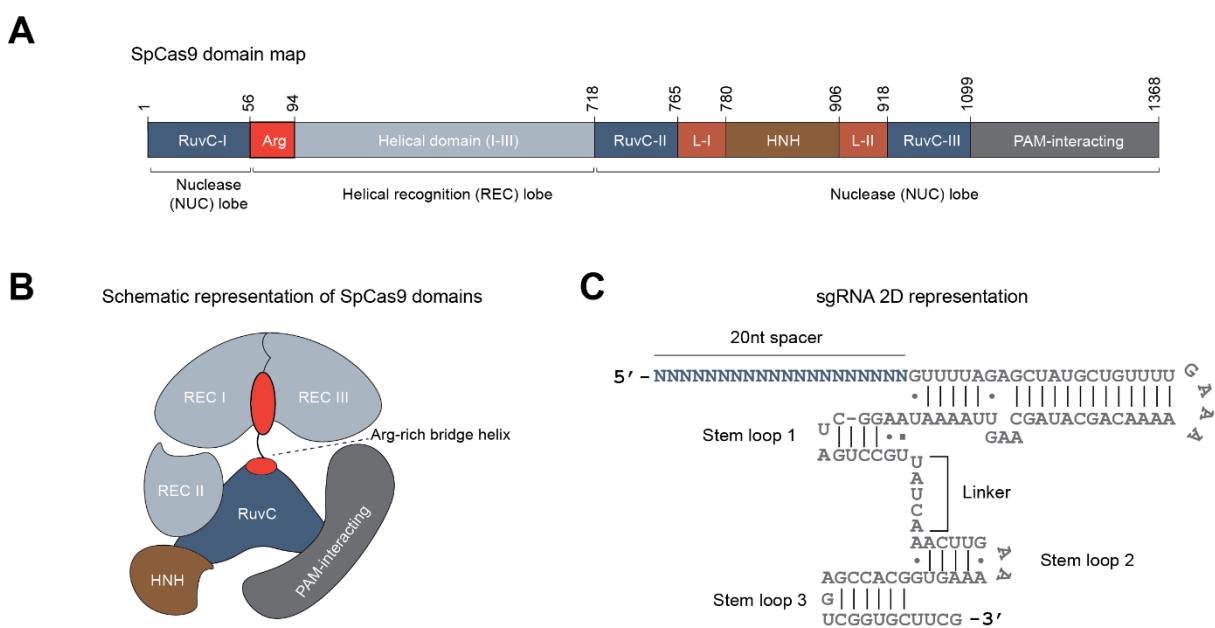 A
SpCas9 domain map
1 56 94 718 765 780 906 918 1099 1368
RuvC-I Arg Helical domain (I-III) RuvC-II L-I HNH L-II RuvC-III PAM-interacting
Nuclease (NUC) lobe Helical recognition (REC) lobe Nuclease (NUC) lobe
B
Schematic representation of SpCas9 domains
REC I REC III
Arg-rich bridge helix
REC II
RuvC
HNH
PAM-interacting
C
sgRNA 2D representation
20nt spacer
5’ - NNNNNNNNNNNNNNNNNNNNGUUUUAGAGCUAUGCUGUUUU
GAAA
C-GGAAUAAAAUU CGAUACGACAAAA
Stem loop 1
U
GAA
AGUCCGU
UAUCA
Linker
AACUUG
AA
Stem loop 2
AGCCACGGUGAAA
Stem loop 3
G
UCGGUGCUUCG -3’